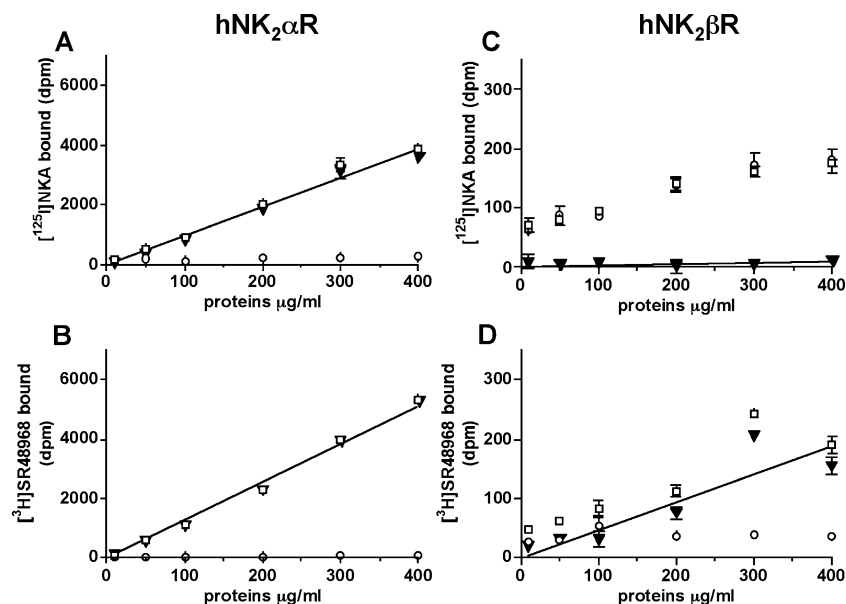 hNK₂αR
hNK₂βR
A
[¹²⁵I]NKA bound (dpm)
6000
4000
2000
0
0 100 200 300 400
proteins μg/ml
C
[¹²⁵I]NKA bound (dpm)
300
200
100
0
0 100 200 300 400
proteins μg/ml
B
[³H]SR48968 bound
(dpm)
6000
4000
2000
0
0 100 200 300 400
proteins μg/ml
D
[³H]SR48968 bound
(dpm)
300
200
100
0
0 100 200 300 400
proteins μg/ml